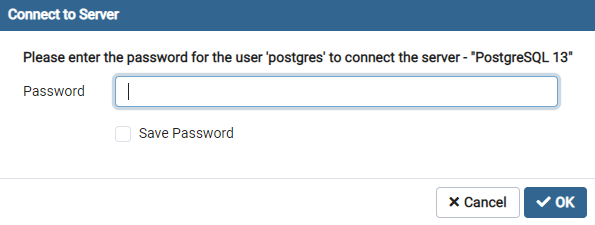 Connect to Server
Please enter the password for the user 'postgres' to connect the server - "PostgreSQL 13"
Password
Save Password
Cancel OK